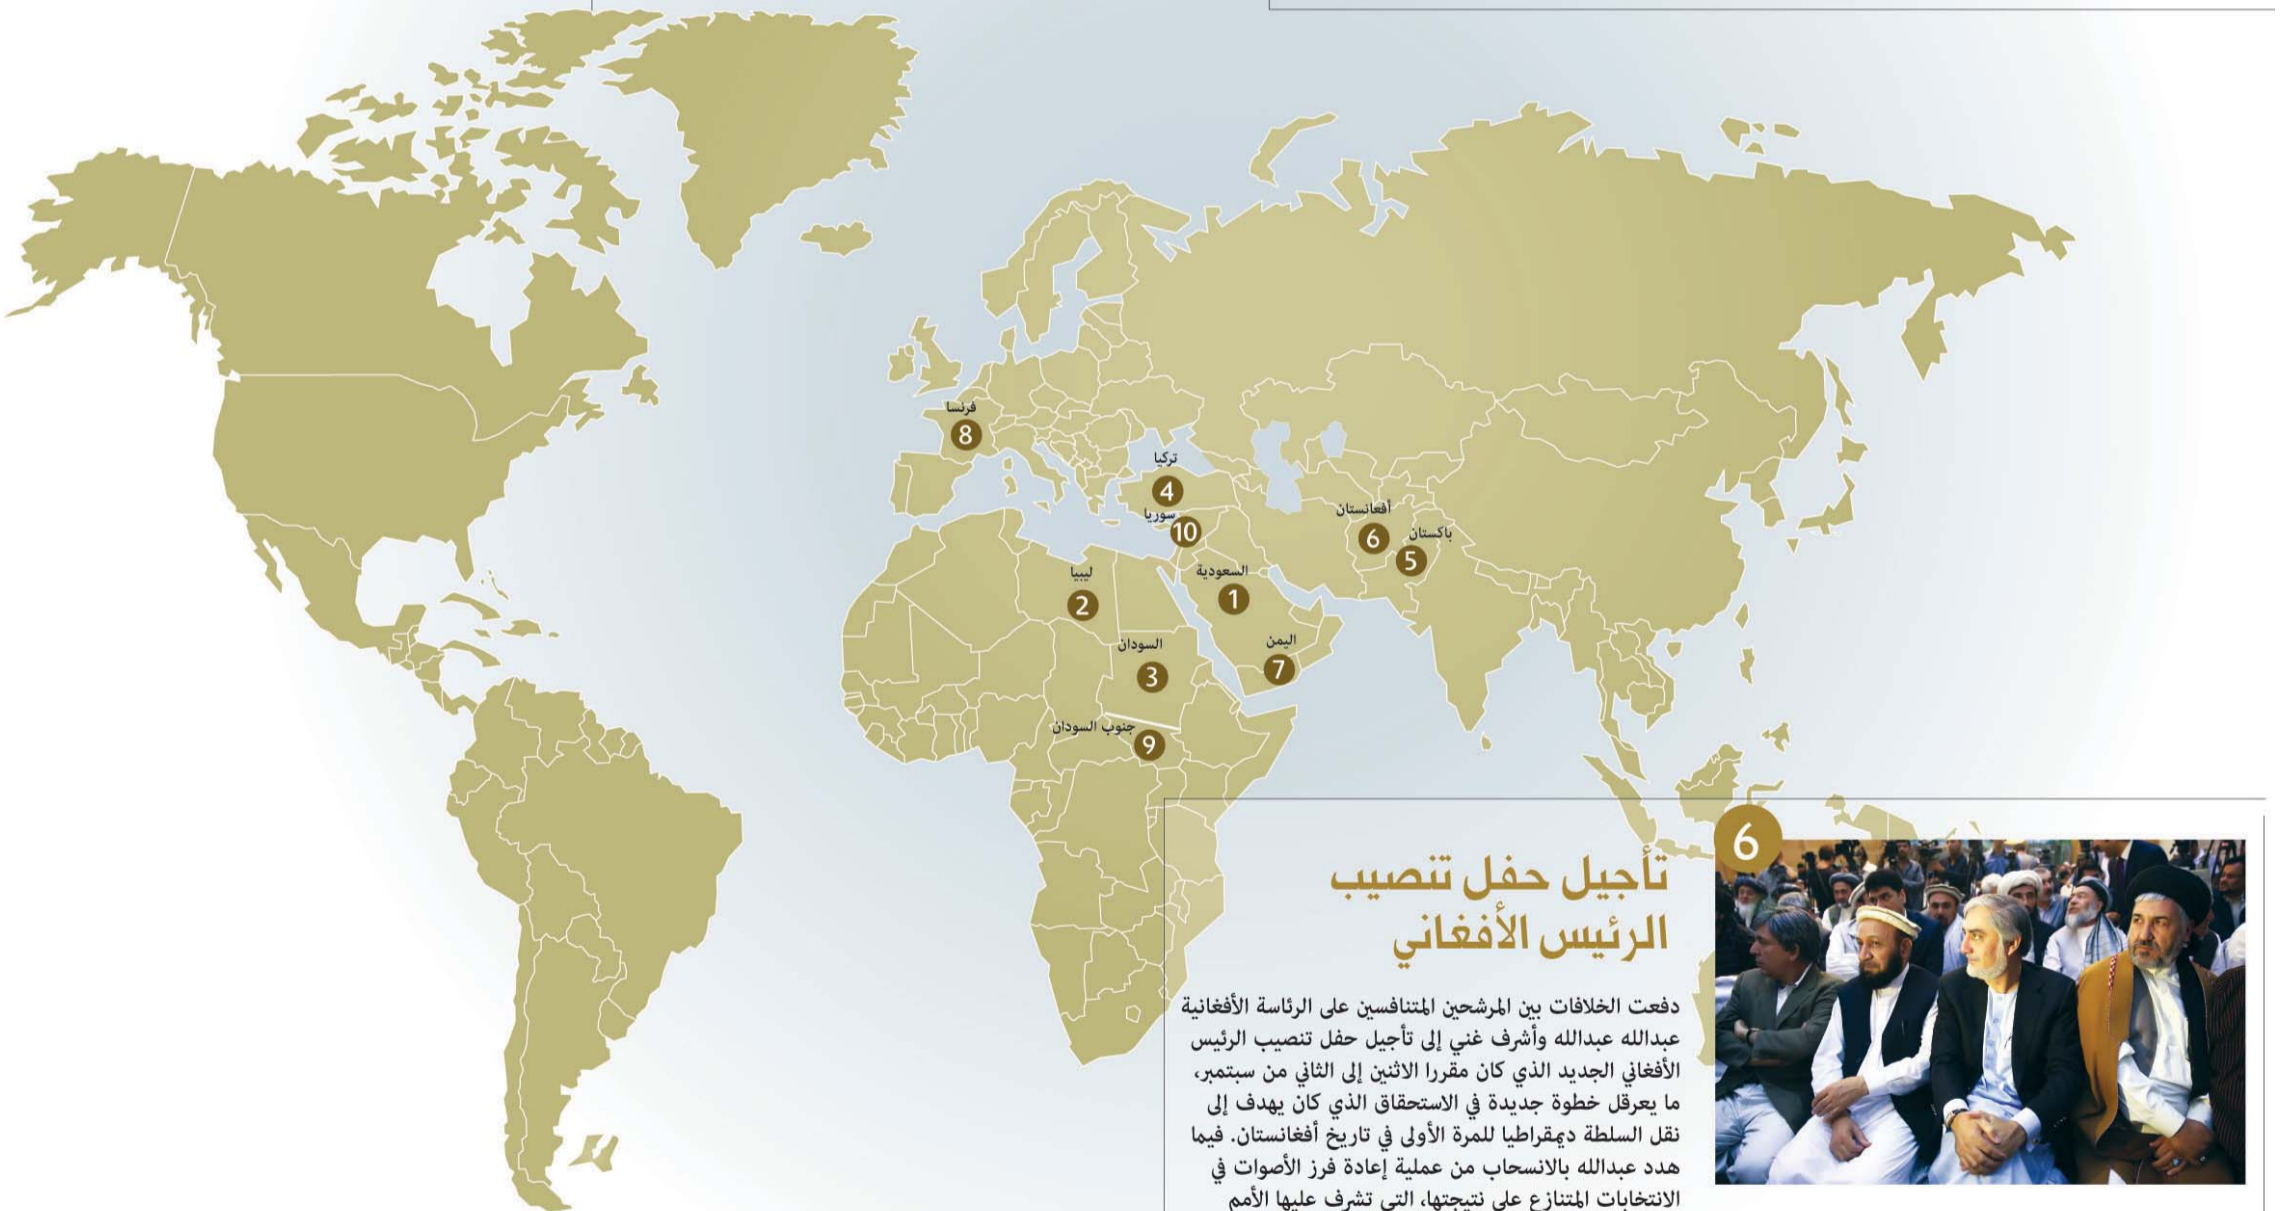 فرنسا
8
تركيا
4
سوريا
10
أفغانستان
6
باكستان
5
ليبيا
2
السعودية
1
السودان
3
اليمن
7
جنوب السودان
9
6
تأجيل حفل تنصيب
الرئيس الأفغاني
دفعت الخلافات بين المرشحين المتنافسين على الرئاسة الأفغانية
عبدالله عبدالله وأشرف غني إلى تأجيل حفل تنصيب الرئيس
الأفغاني الجديد الذي كان مقررا الاثنين إلى الثاني من سبتمبر،
ما يعرقل خطوة جديدة في الاستحقاق الذي كان يهدف إلى
نقل السلطة ديمقراطيا للمرة الأولى في تاريخ أفغانستان. فيما
هدد عبدالله بالانسحاب من عملية إعادة فرز الأصوات في
الانتخابات المتنازع على نتيجتها، التي تشرف عليها الأمم